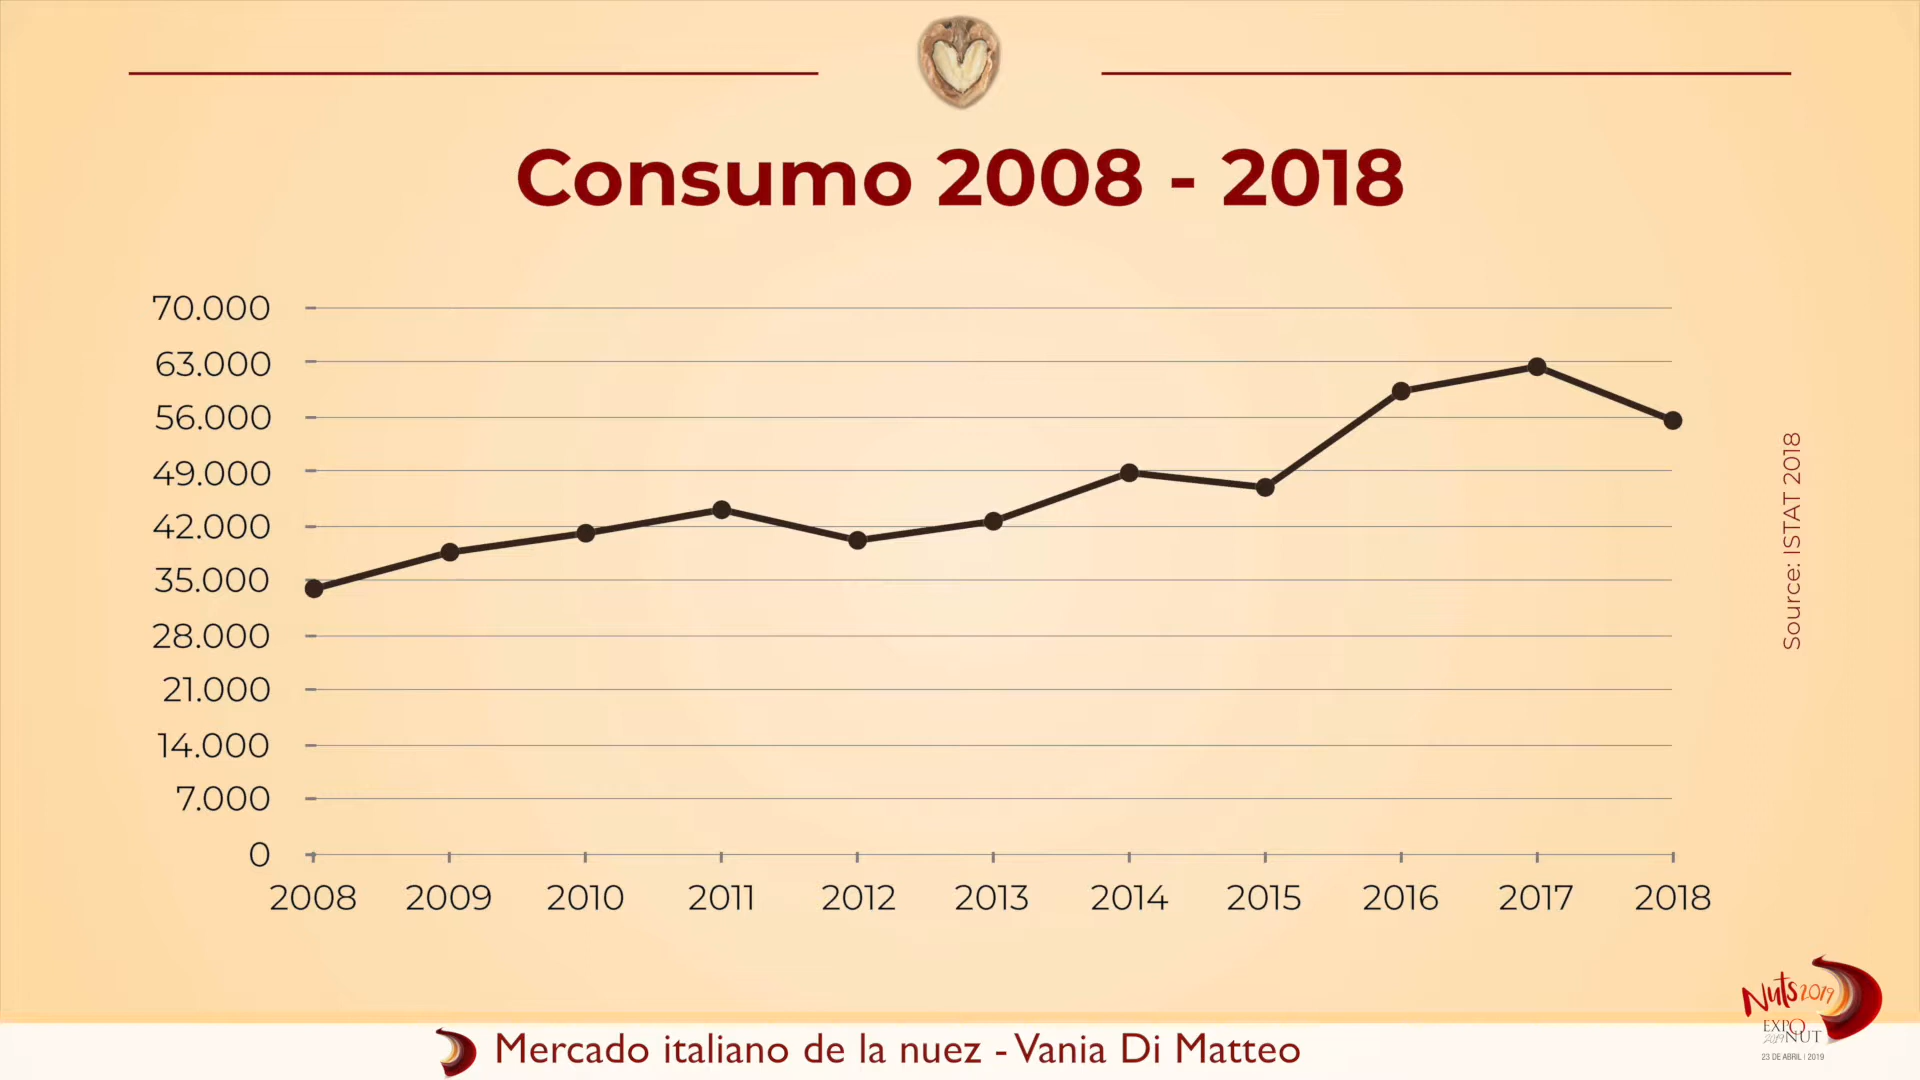 Consumo 2008 - 2018
70.000
63.000
56.000
49.000
42.000
35.000
28.000
21.000
14.000
7.000
0
2008 2009 2010 2011 2012 2013 2014 2015 2016 2017 2018
Source: ISTAT 2018
Mercado italiano de la nuez - Vania Di Matteo
Nuts 2019
EXPO
2019 NUT
23 DE ABRIL | 2019